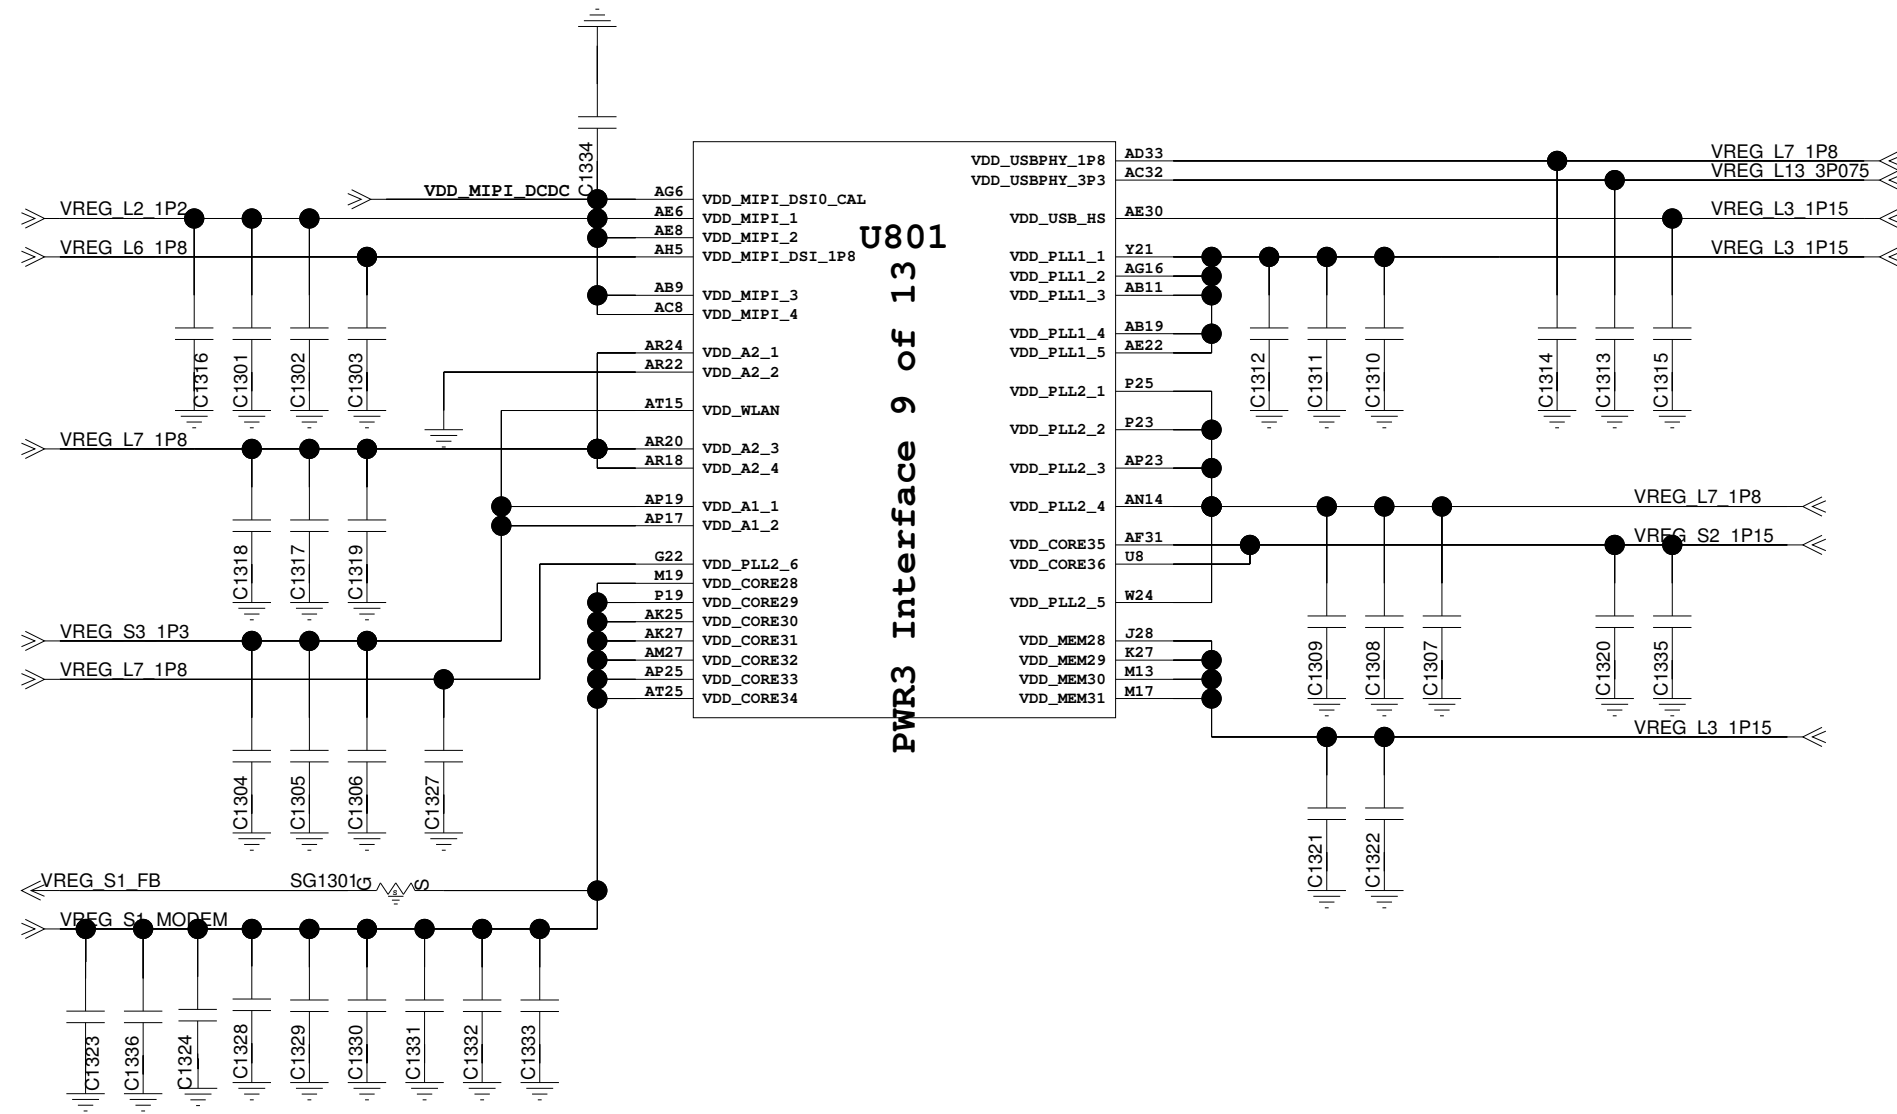 C1334
VDD_MIPI_DCDC
VREG_L2_1P2
VREG_L6_1P8
C1316
C1301
C1302
C1303
VREG_L7_1P8
C1318
C1317
C1319
VREG_S3_1P3
VREG_L7_1P8
C1304
C1305
C1306
C1327
VREG_S1_FB
SG1301
G
S
s
VREG_S1_MODEM
C1323
C1336
C1324
C1328
C1329
C1330
C1331
C1332
C1333
AG6 VDD_MIPI_DSI0_CAL
AE6 VDD_MIPI_1
AE8 VDD_MIPI_2
AH5 VDD_MIPI_DSI_1P8
AB9 VDD_MIPI_3
AC8 VDD_MIPI_4
AR24 VDD_A2_1
AR22 VDD_A2_2
AT15 VDD_WLAN
AR20 VDD_A2_3
AR18 VDD_A2_4
AP19 VDD_A1_1
AP17 VDD_A1_2
G22 VDD_PLL2_6
M19 VDD_CORE28
P19 VDD_CORE29
AK25 VDD_CORE30
AK27 VDD_CORE31
AM27 VDD_CORE32
AP25 VDD_CORE33
AT25 VDD_CORE34
U801
PWR3 Interface 9 of 13
VDD_USBPHY_1P8 AD33
VDD_USBPHY_3P3 AC32
VDD_USB_HS AE30
VDD_PLL1_1 Y21
VDD_PLL1_2 AG16
VDD_PLL1_3 AB11
VDD_PLL1_4 AB19
VDD_PLL1_5 AE22
VDD_PLL2_1 P25
VDD_PLL2_2 P23
VDD_PLL2_3 AP23
VDD_PLL2_4 AN14
VDD_CORE35 AF31
VDD_CORE36 U8
VDD_PLL2_5 W24
VDD_MEM28 J28
VDD_MEM29 K27
VDD_MEM30 M13
VDD_MEM31 M17
VREG_L7_1P8
VREG_L13_3P075
VREG_L3_1P15
VREG_L3_1P15
C1312
C1311
C1310
C1314
C1313
C1315
VREG_L7_1P8
VREG_S2_1P15
C1309
C1308
C1307
C1320
C1335
VREG_L3_1P15
C1321
C1322